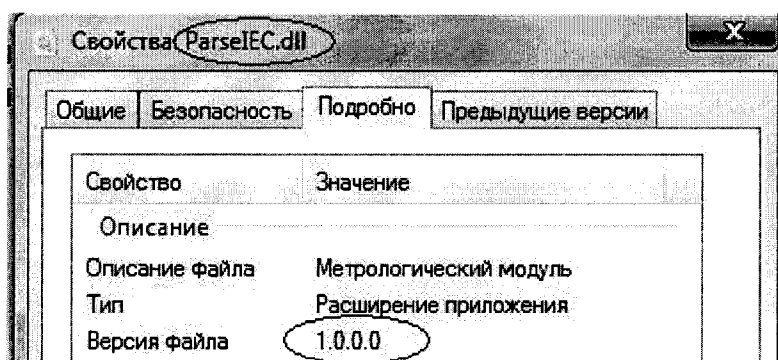 Свойства: ParseIEC.dll
X
Общие Безопасность Подробно Предыдущие версии
Свойство Значение
Описание
Описание файла Метрологический модуль
Тип Расширение приложения
Версия файла 1.0.0.0